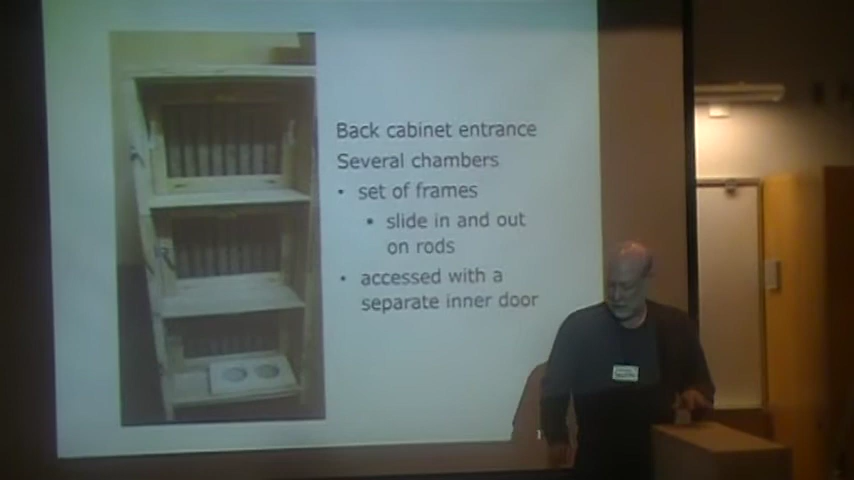 Back cabinet entrance
Several chambers
• set of frames
• slide in and out
on rods
• accessed with a
separate inner door